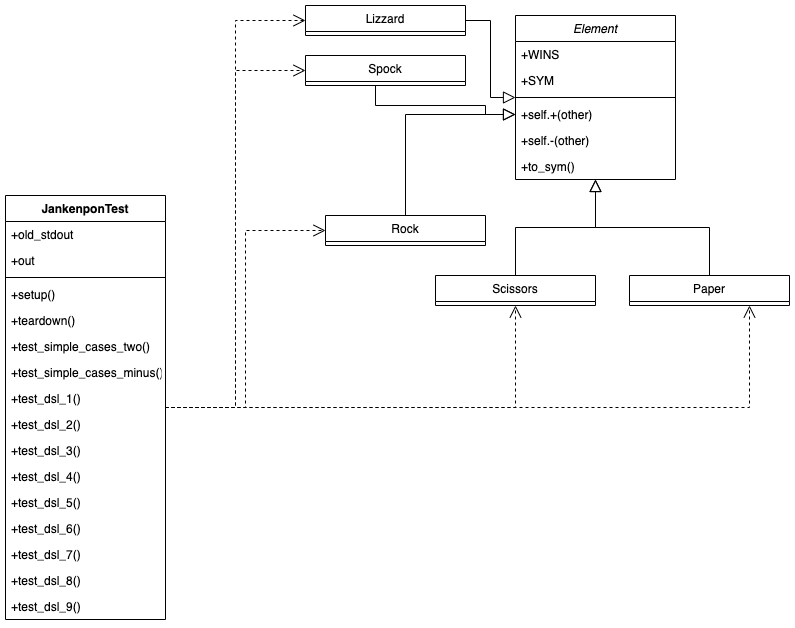 Lizzard
Spock
Element
+WINS
+SYM
+self.+(other)
+self.-(other)
+to_sym()
Rock
Scissors
Paper
JankenponTest
+old_stdout
+out
+setup()
+teardown()
+test_simple_cases_two()
+test_simple_cases_minus()
+test_dsl_1()
+test_dsl_2()
+test_dsl_3()
+test_dsl_4()
+test_dsl_5()
+test_dsl_6()
+test_dsl_7()
+test_dsl_8()
+test_dsl_9()